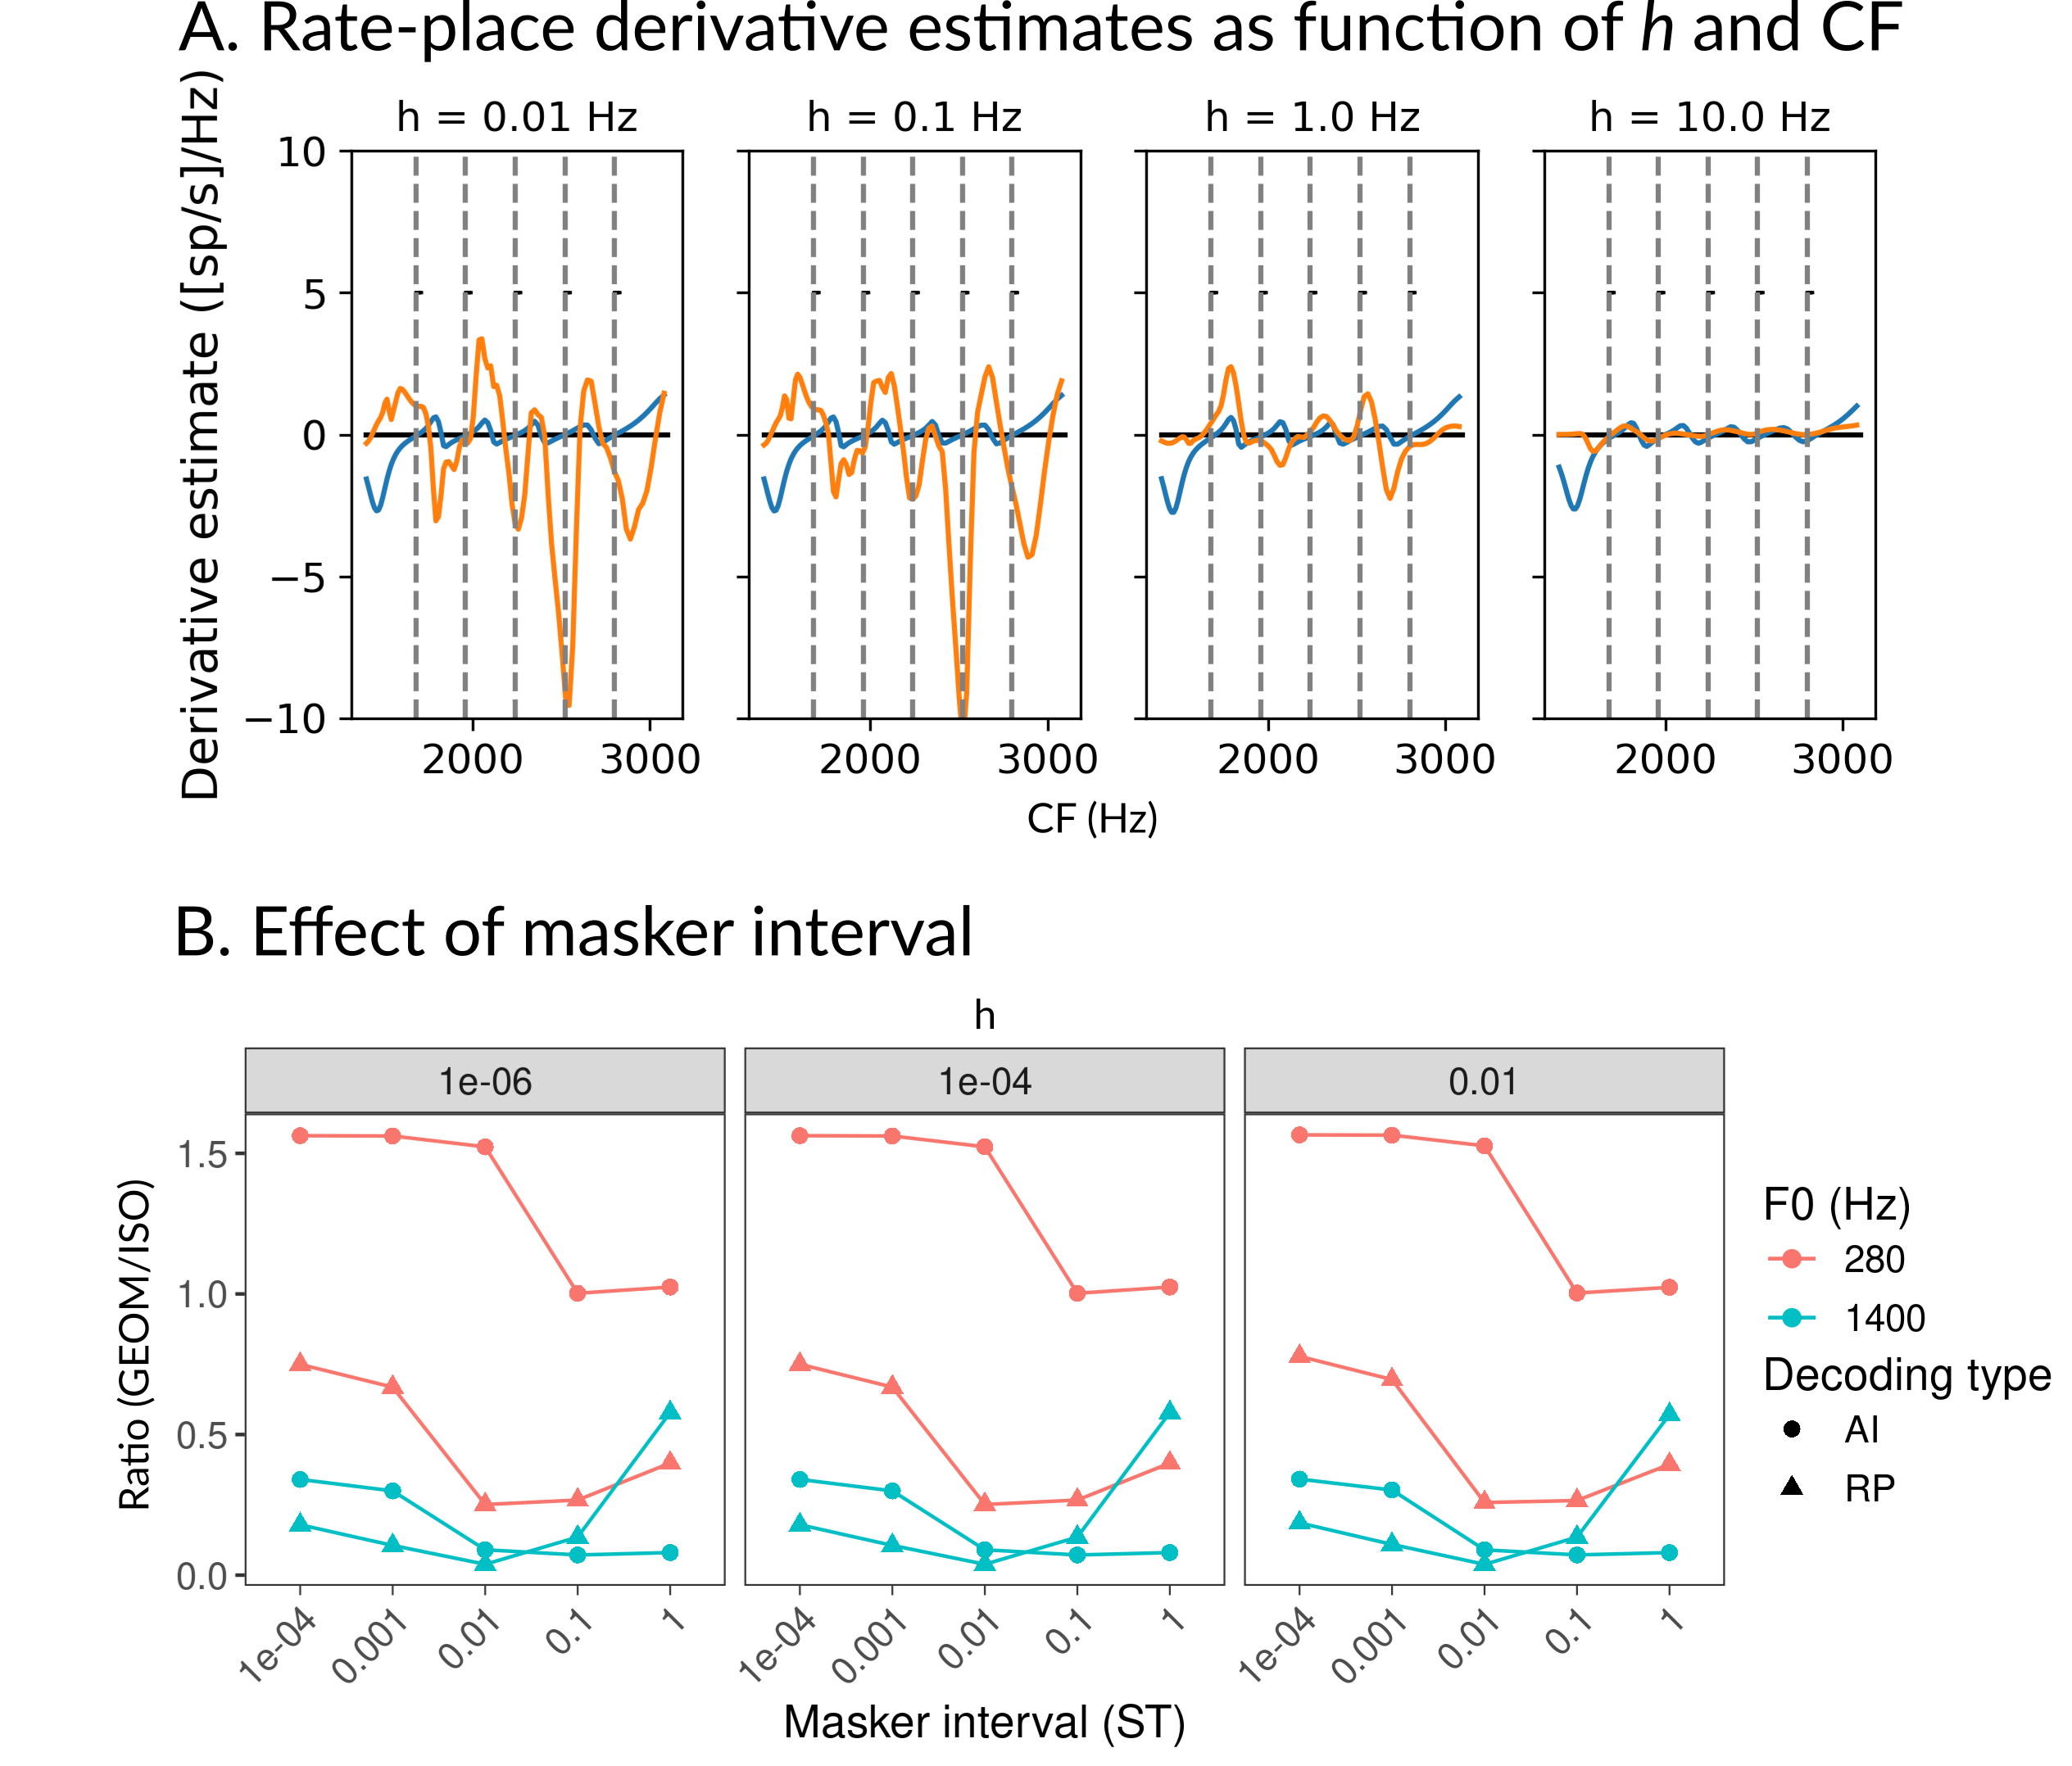 A. Rate-place derivative estimates as function of h and CF
Derivative estimate ([sp/s]/Hz)
h = 0.01 Hz
h = 0.1 Hz
h = 1.0 Hz
h = 10.0 Hz
10
5
0
−5
−10
2000 3000
2000 3000
2000 3000
2000 3000
CF (Hz)
B. Effect of masker interval
h
1e-06
1e-04
0.01
Ratio (GEOM/ISO)
1.5
1.0
0.5
0.0
1e-04 0.001 0.01 0.1 1
1e-04 0.001 0.01 0.1 1
1e-04 0.001 0.01 0.1 1
Masker interval (ST)
F0 (Hz)
280
1400
Decoding type
AI
RP